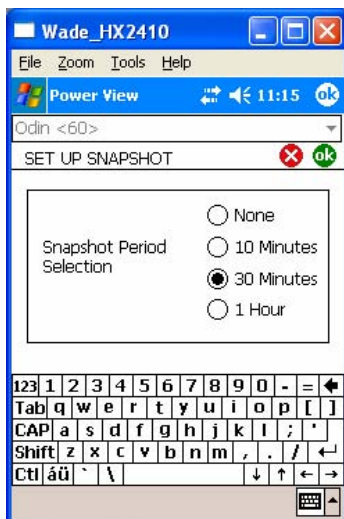 Wade_HX2410
File Zoom Tools Help
Power View 11:15 ok
Odin <60>
SET UP SNAPSHOT ok
None
Snapshot Period
Selection
10 Minutes
30 Minutes
1 Hour
123 1 2 3 4 5 6 7 8 9 0 - =
Tab q w e r t y u i o p [ ]
CAP a s d f g h j k l ; '
Shift z x c v b n m , . /
Ctl áü ` \